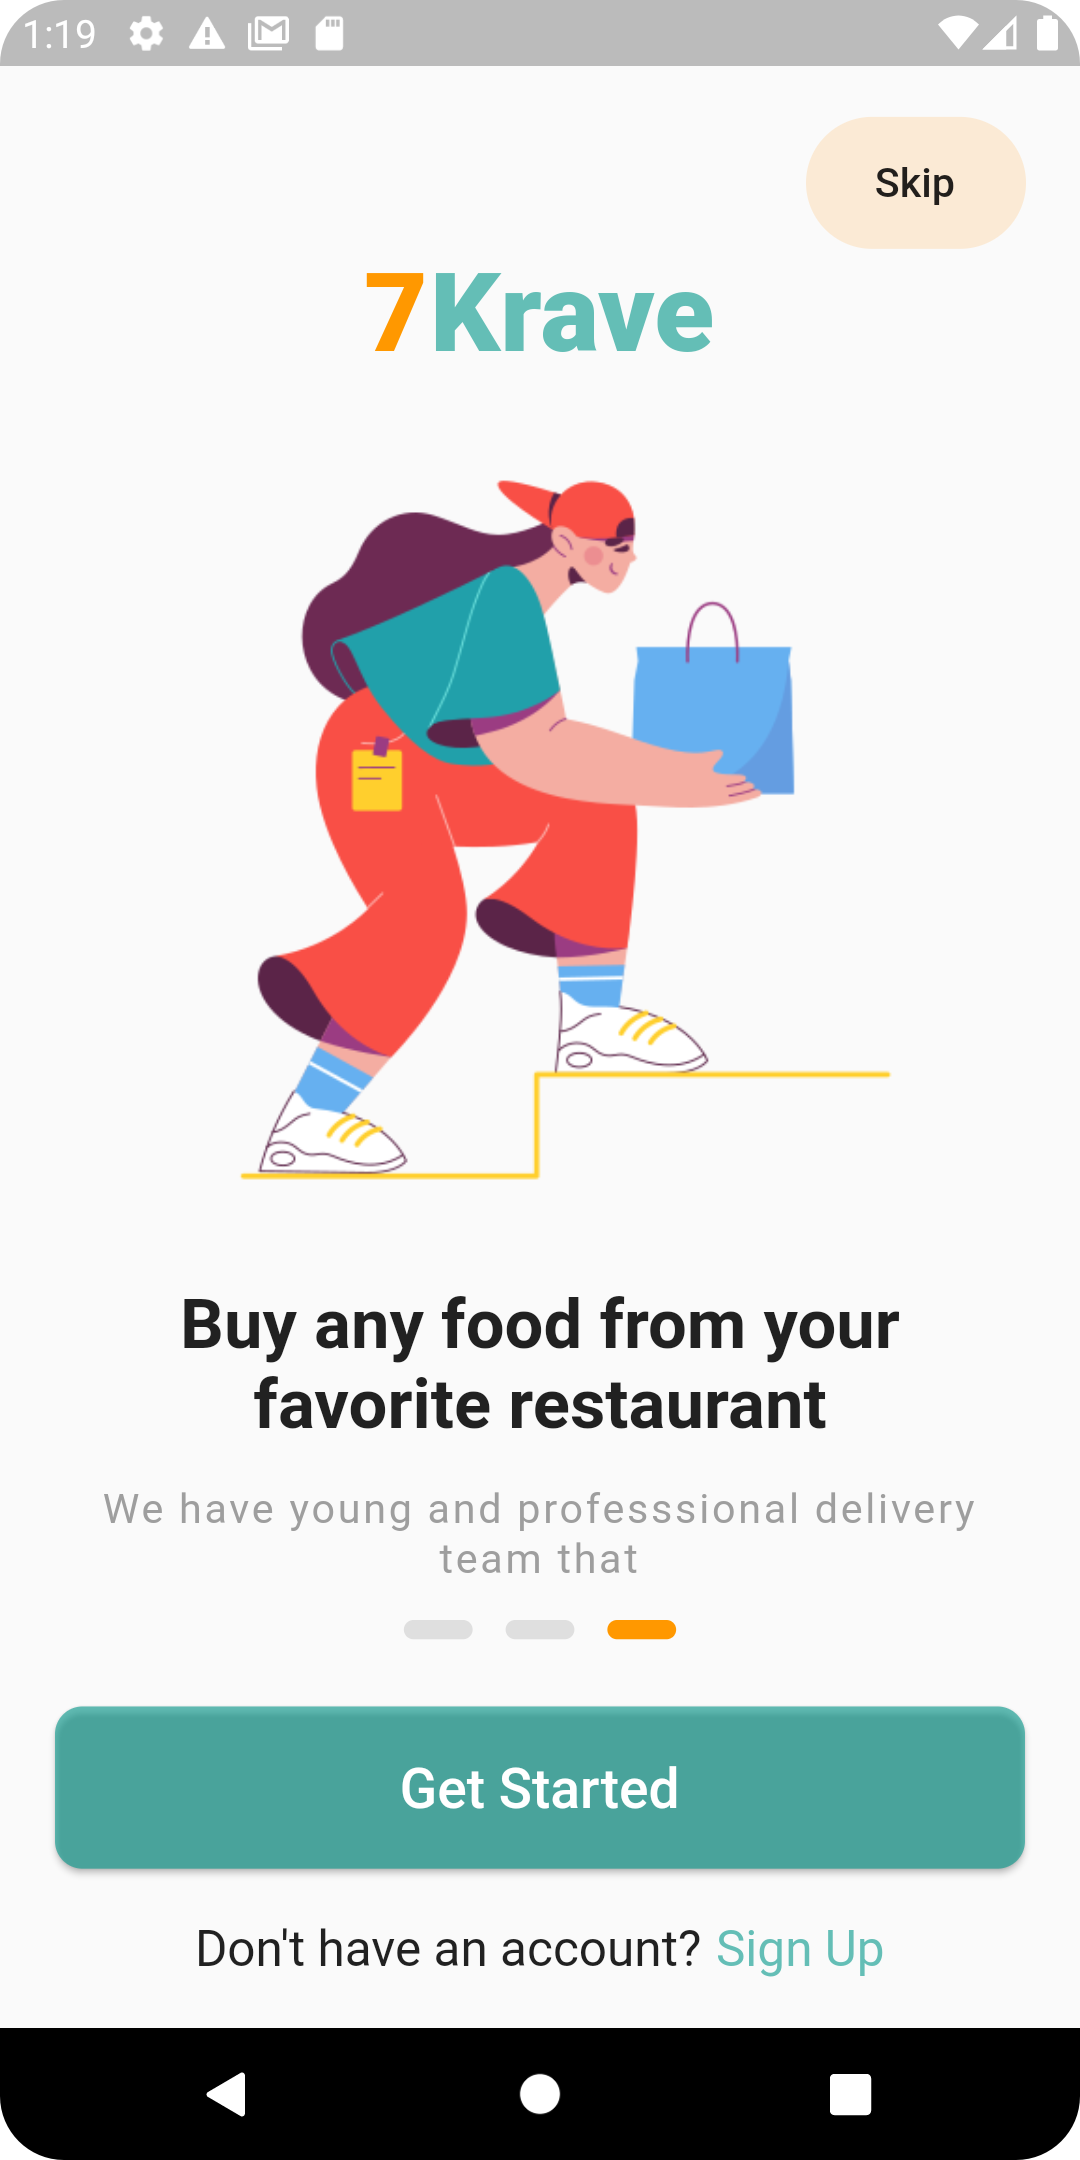 1:19
Skip
7Krave
Buy any food from your
favorite restaurant
We have young and professsional delivery
team that
Get Started
Don't have an account? Sign Up